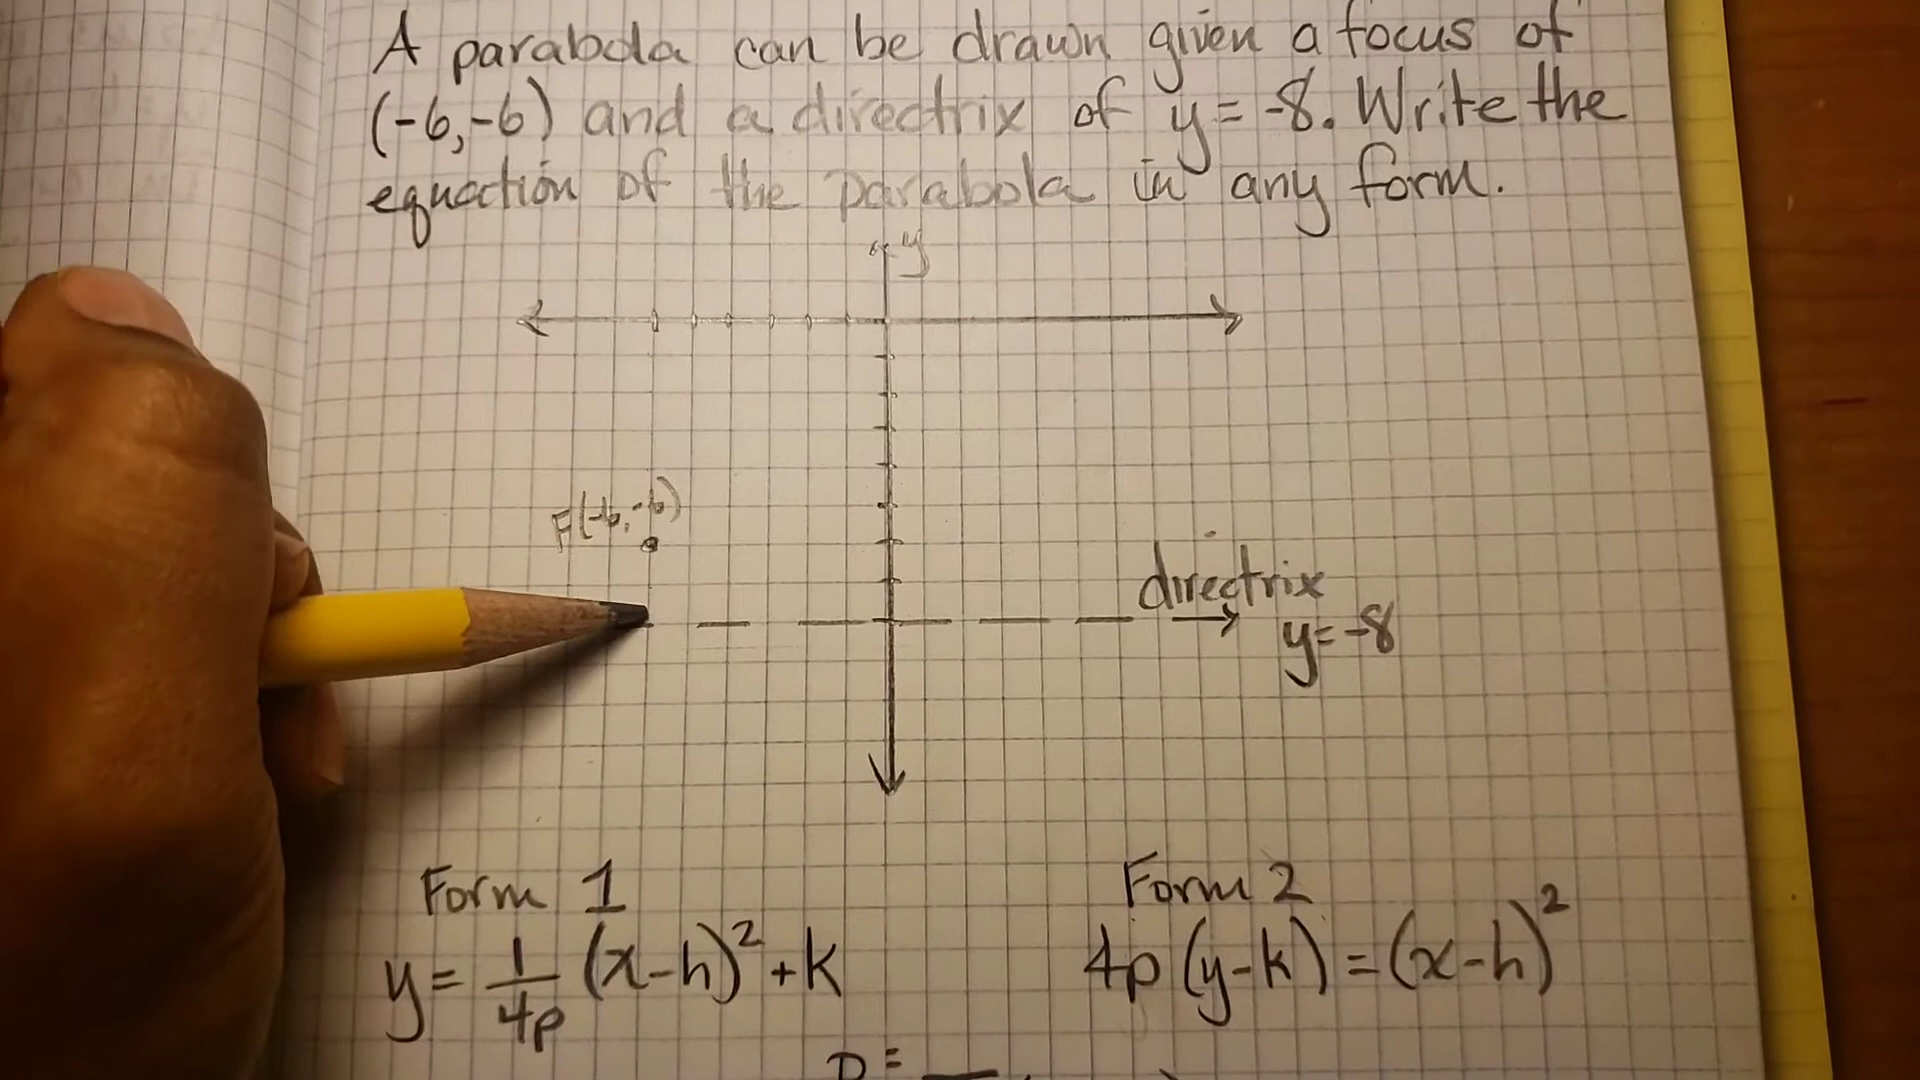 A parabola can be drawn given a focus of
(-6,-6) and a directrix of y = -8. Write the
equation of the parabola in any form.
y
F(-6,-6)
directrix
y=-8
Form 1
y = 1/4p (x-h)² + k
Form 2
4p (y-k) = (x-h)²
p =